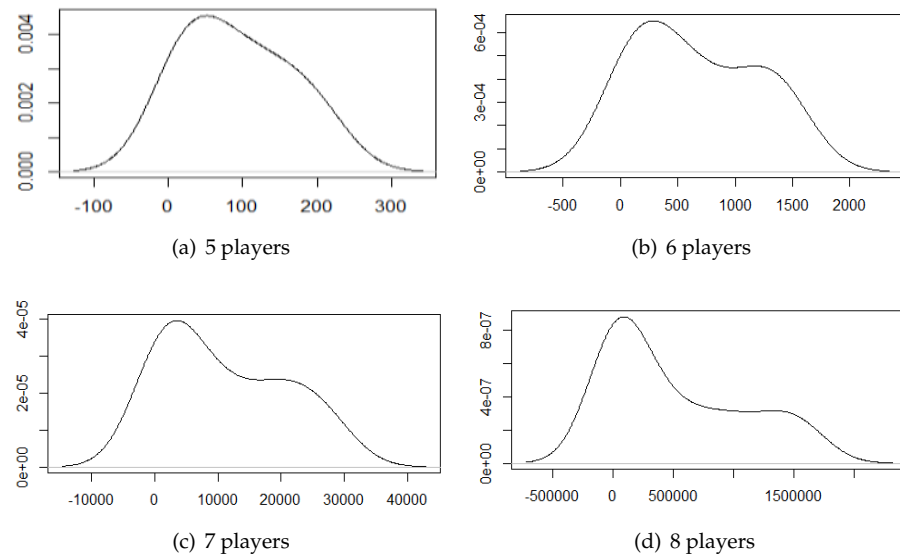 0.004
0.002
0.000
-100 0 100 200 300
(a) 5 players
6e-04
3e-04
0e+00
-500 0 500 1000 1500 2000
(b) 6 players
4e-05
2e-05
0e+00
-10000 0 10000 20000 30000 40000
(c) 7 players
8e-07
4e-07
0e+00
-500000 0 500000 1500000
(d) 8 players